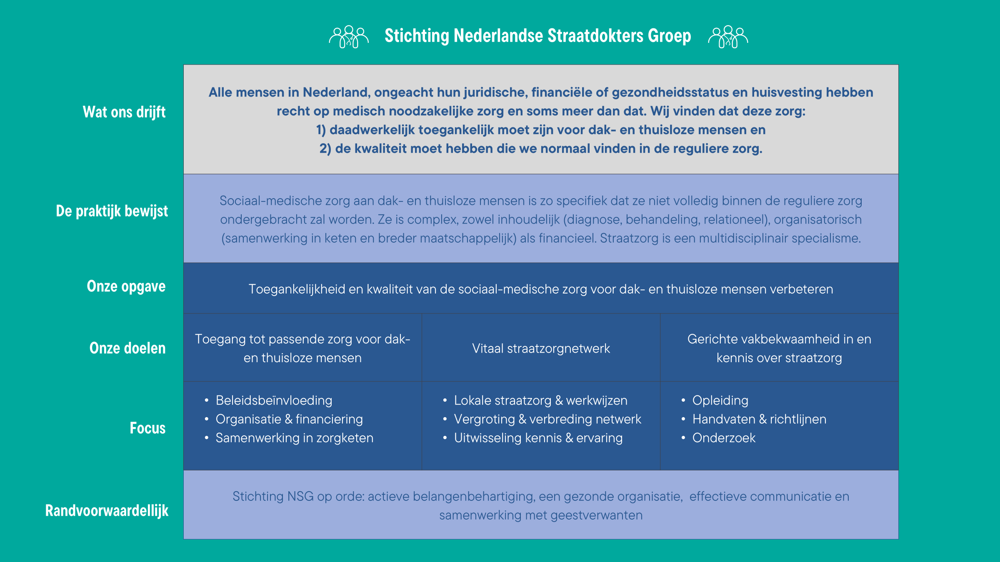 Stichting Nederlandse Straatdokters Groep
Wat ons drijft
Alle mensen in Nederland, ongeacht hun juridische, financiële of gezondheidsstatus en huisvesting hebben
recht op medisch noodzakelijke zorg en soms meer dan dat. Wij vinden dat deze zorg:
1) daadwerkelijk toegankelijk moet zijn voor dak- en thuisloze mensen en
2) de kwaliteit moet hebben die we normaal vinden in de reguliere zorg.
De praktijk bewijst
Sociaal-medische zorg aan dak- en thuisloze mensen is zo specifiek dat ze niet volledig binnen de reguliere zorg
ondergebracht zal worden. Ze is complex, zowel inhoudelijk (diagnose, behandeling, relationeel), organisatorisch
(samenwerking in keten en breder maatschappelijk) als financieel. Straatzorg is een multidisciplinair specialisme.
Onze opgave
Toegankelijkheid en kwaliteit van de sociaal-medische zorg voor dak- en thuisloze mensen verbeteren
Onze doelen
Toegang tot passende zorg voor dak-
en thuisloze mensen
Vitaal straatzorgnetwerk
Gerichte vakbekwaamheid in en
kennis over straatzorg
Focus
• Beleidsbeïnvloeding
• Organisatie & financiering
• Samenwerking in zorgketen
• Lokale straatzorg & werkwijzen
• Vergroting & verbreding netwerk
• Uitwisseling kennis & ervaring
• Opleiding
• Handvaten & richtlijnen
• Onderzoek
Randvoorwaardellijk
Stichting NSG op orde: actieve belangenbehartiging, een gezonde organisatie, effectieve communicatie en
samenwerking met geestverwanten